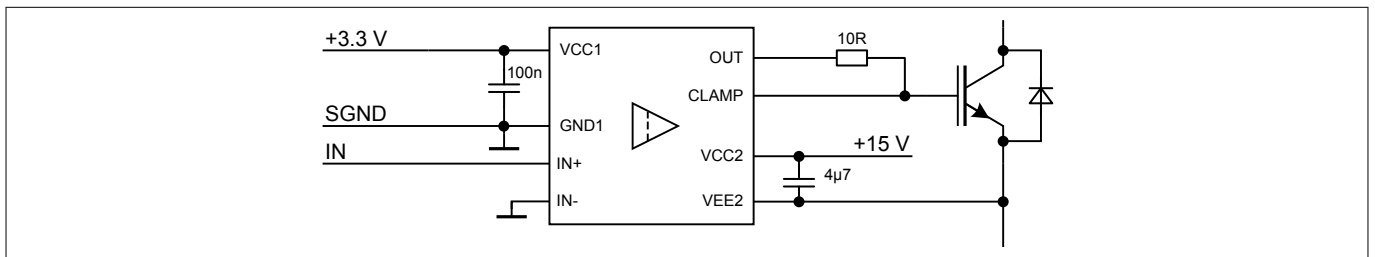 +3.3 V
VCC1
100n
SGND
GND1
IN
IN+
IN-
OUT
10R
CLAMP
VCC2
+15 V
4µ7
VEE2